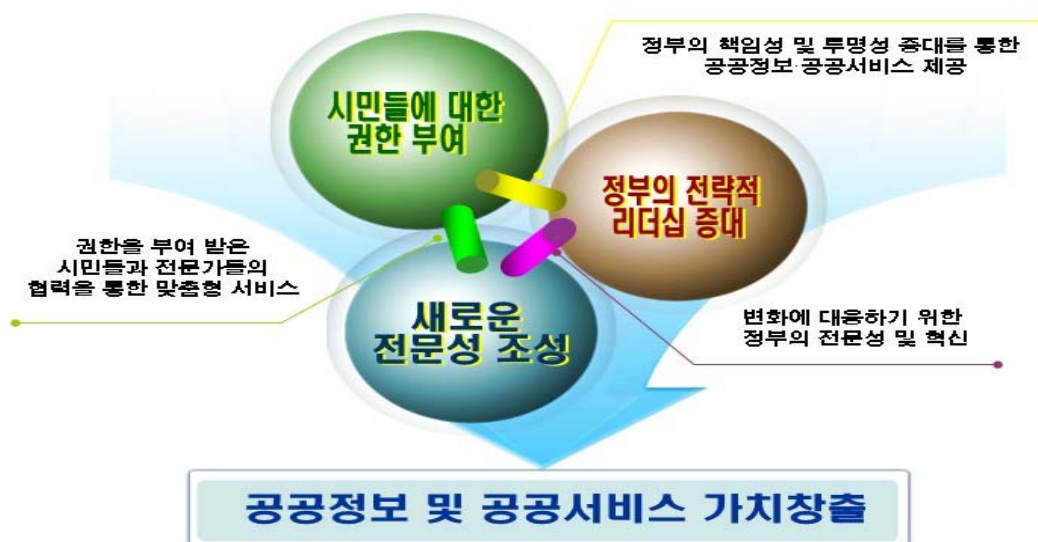 정부의 책임성 및 투명성 증대를 통한
공공정보·공공서비스 제공
시민들에 대한
권한 부여
정부의 전략적
리더십 증대
권한을 부여 받은
시민들과 전문가들의
협력을 통한 맞춤형 서비스
새로운
전문성 조성
변화에 대응하기 위한
정부의 전문성 및 혁신
공공정보 및 공공서비스 가치창출